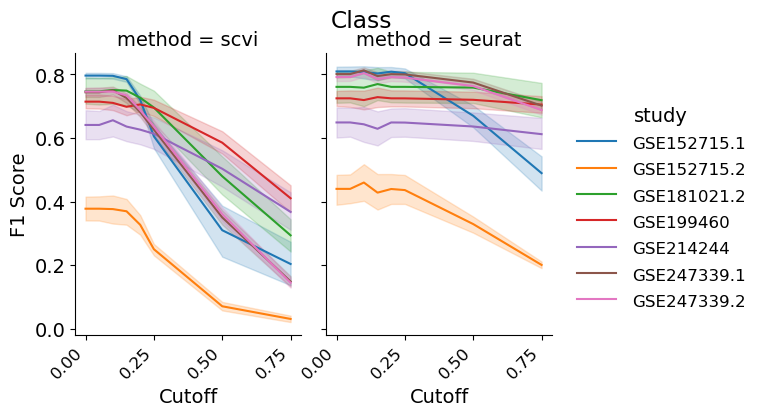 Class
method = scvi
method = seurat
F1 Score
0.8
0.6
0.4
0.2
0.0
0.00
0.25
0.50
0.75
Cutoff
0.00
0.25
0.50
0.75
Cutoff
study
GSE152715.1
GSE152715.2
GSE181021.2
GSE199460
GSE214244
GSE247339.1
GSE247339.2